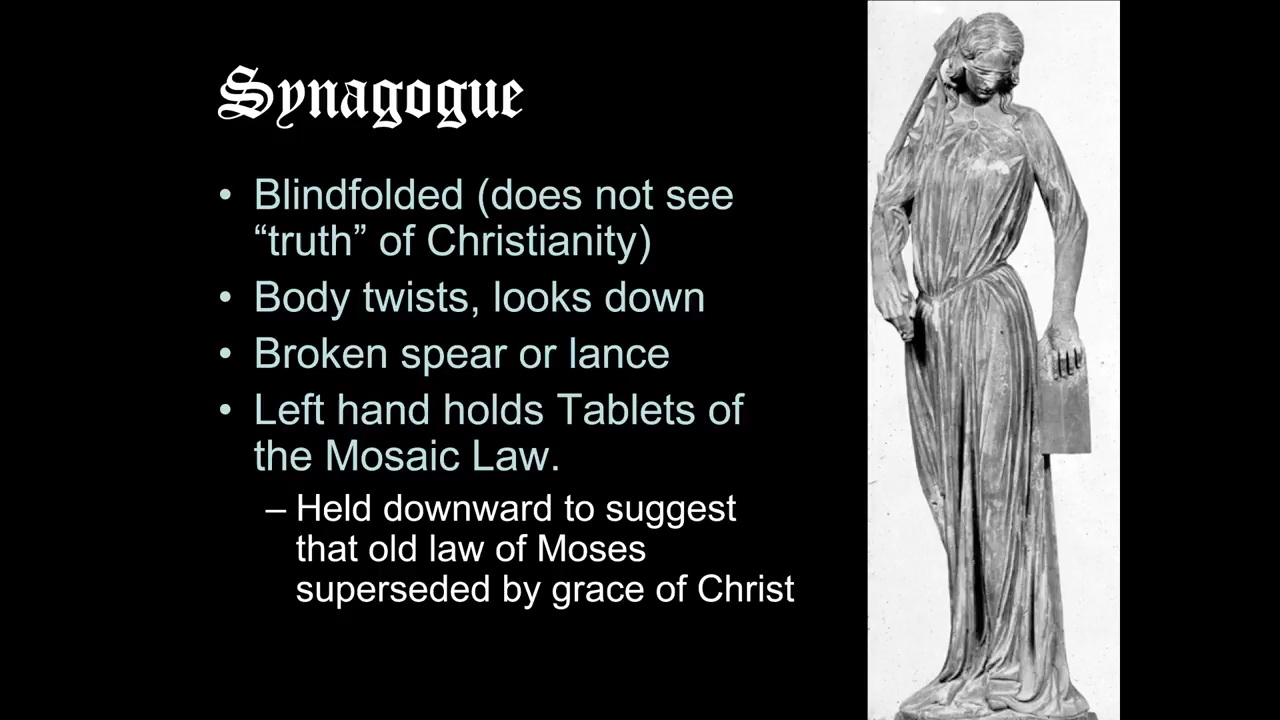 Synagogue
• Blindfolded (does not see
“truth” of Christianity)
• Body twists, looks down
• Broken spear or lance
• Left hand holds Tablets of
the Mosaic Law.
– Held downward to suggest
that old law of Moses
superseded by grace of Christ